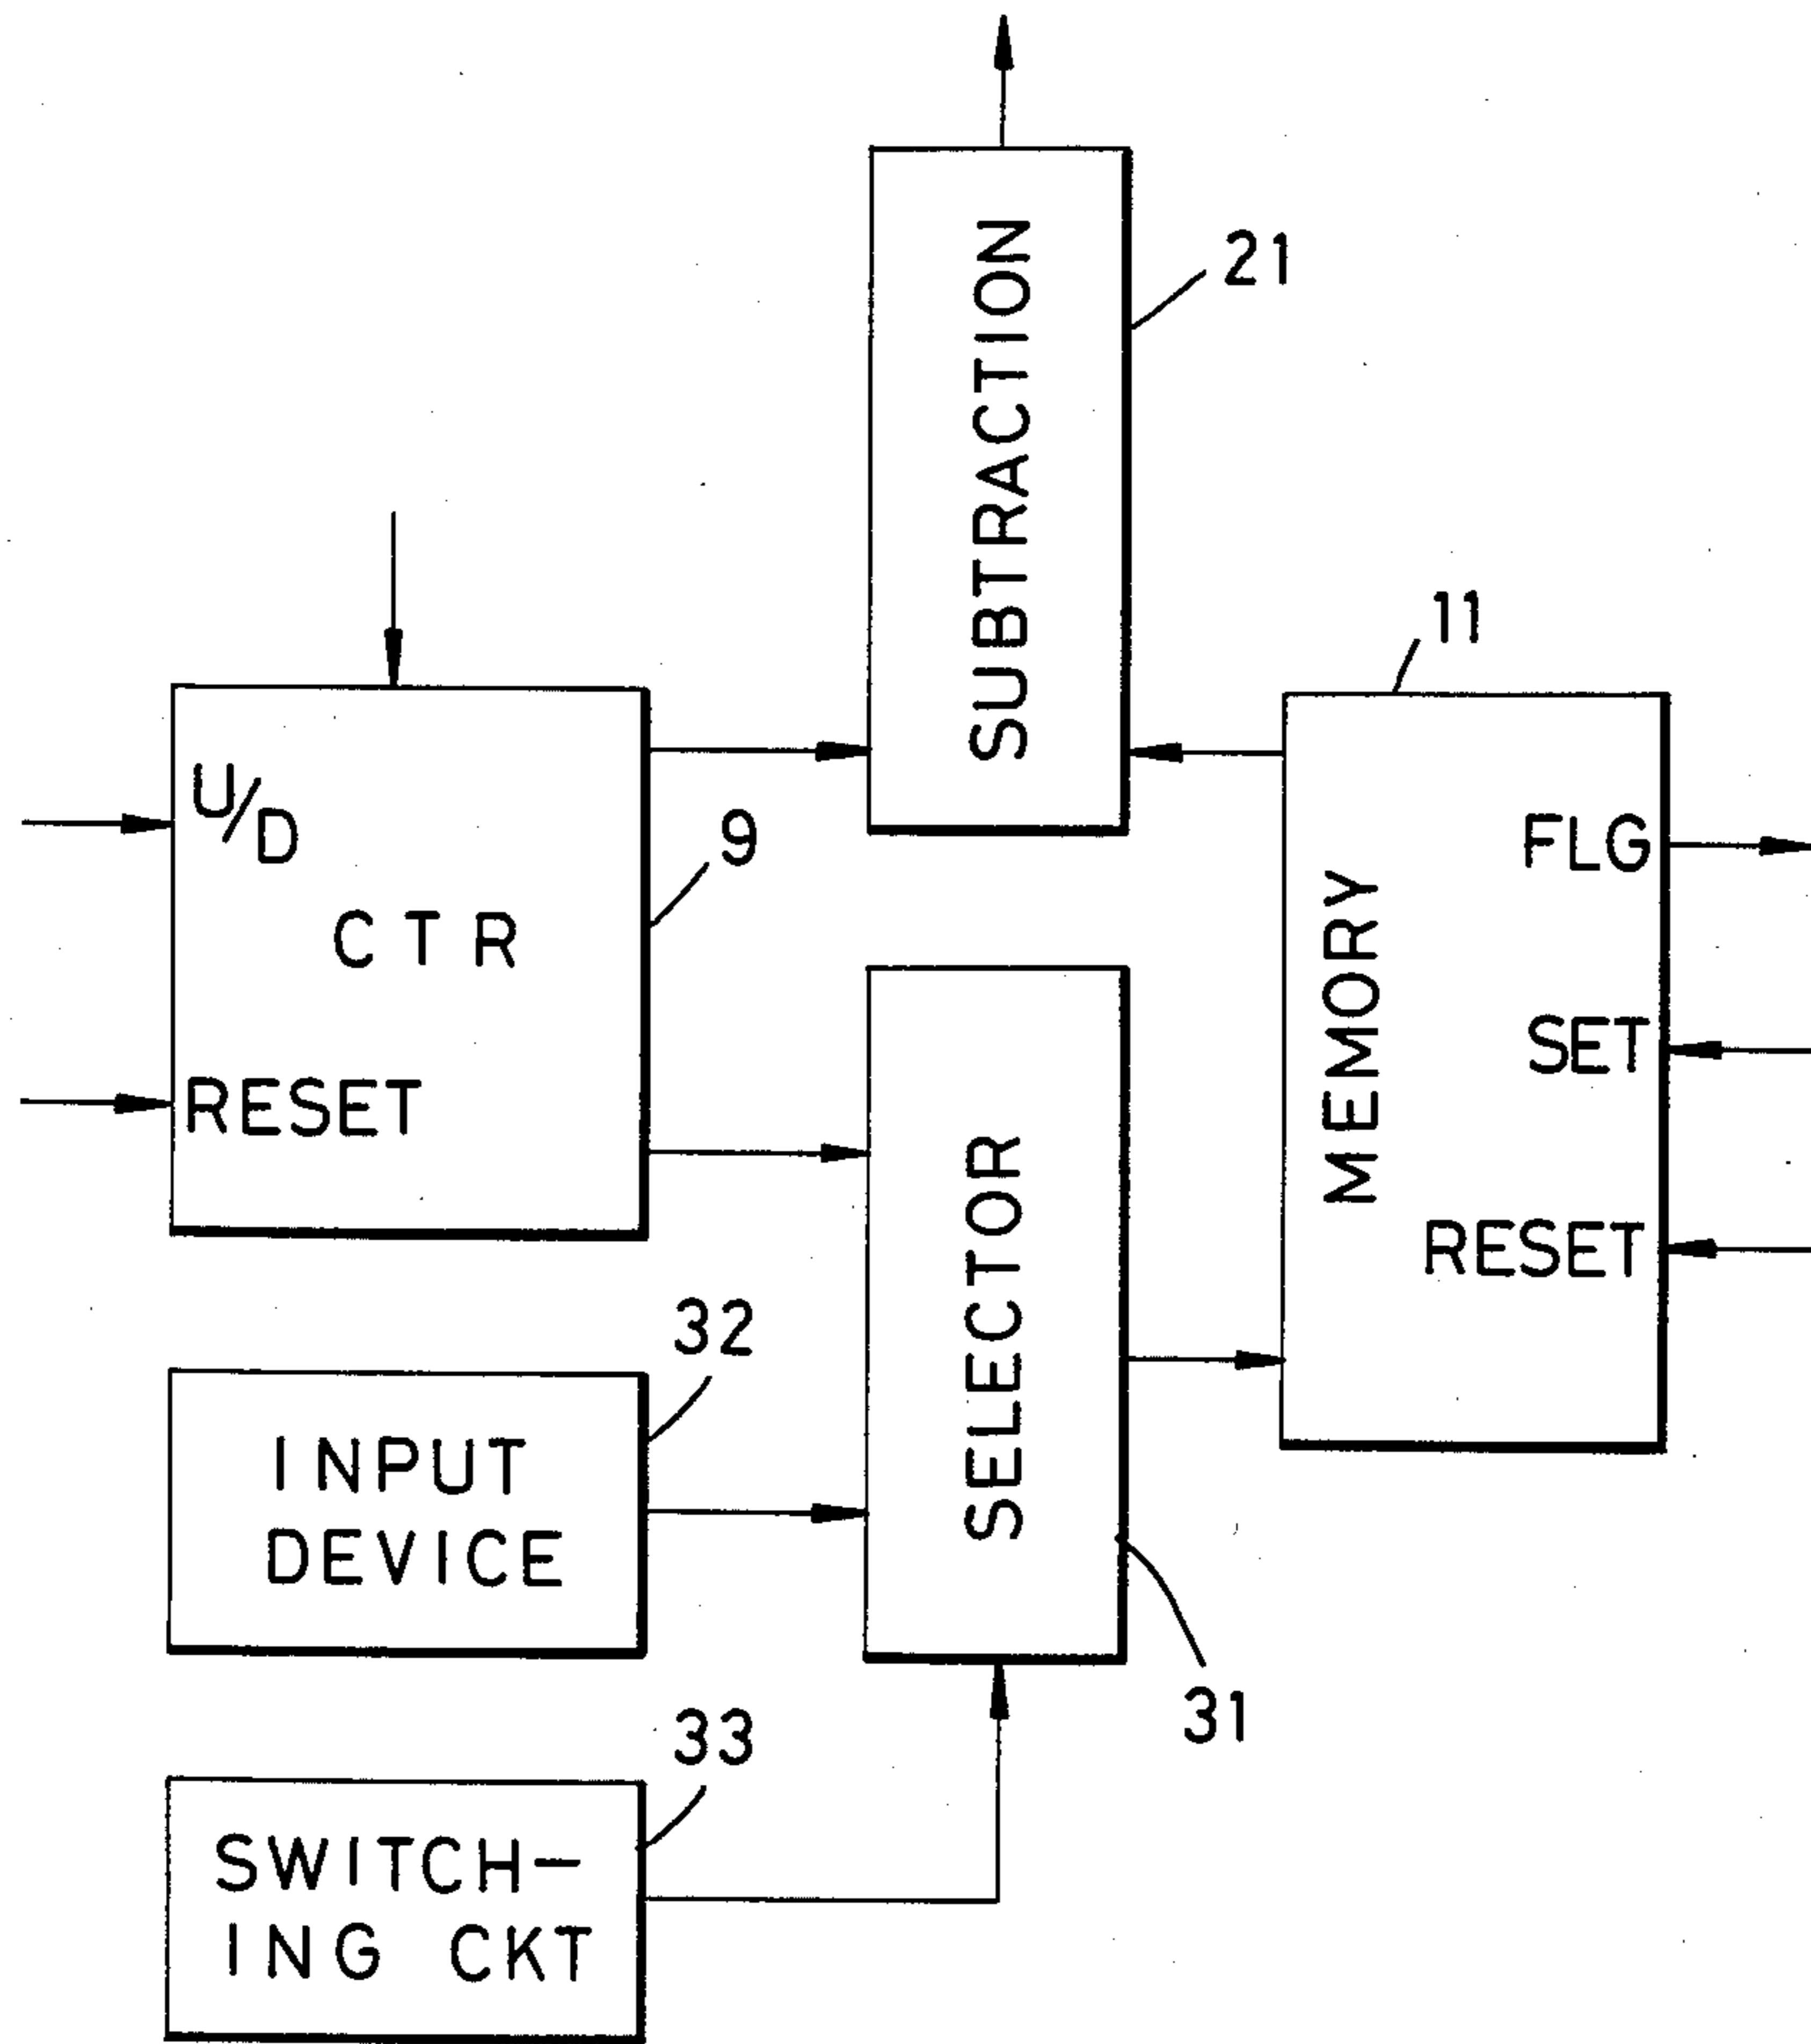 SUBTRACTION
21
11
U/D
9
CTR
RESET
FLG
MEMORY
SET
RESET
SELECTOR
32
INPUT
DEVICE
31
33
SWITCH-
ING CKT